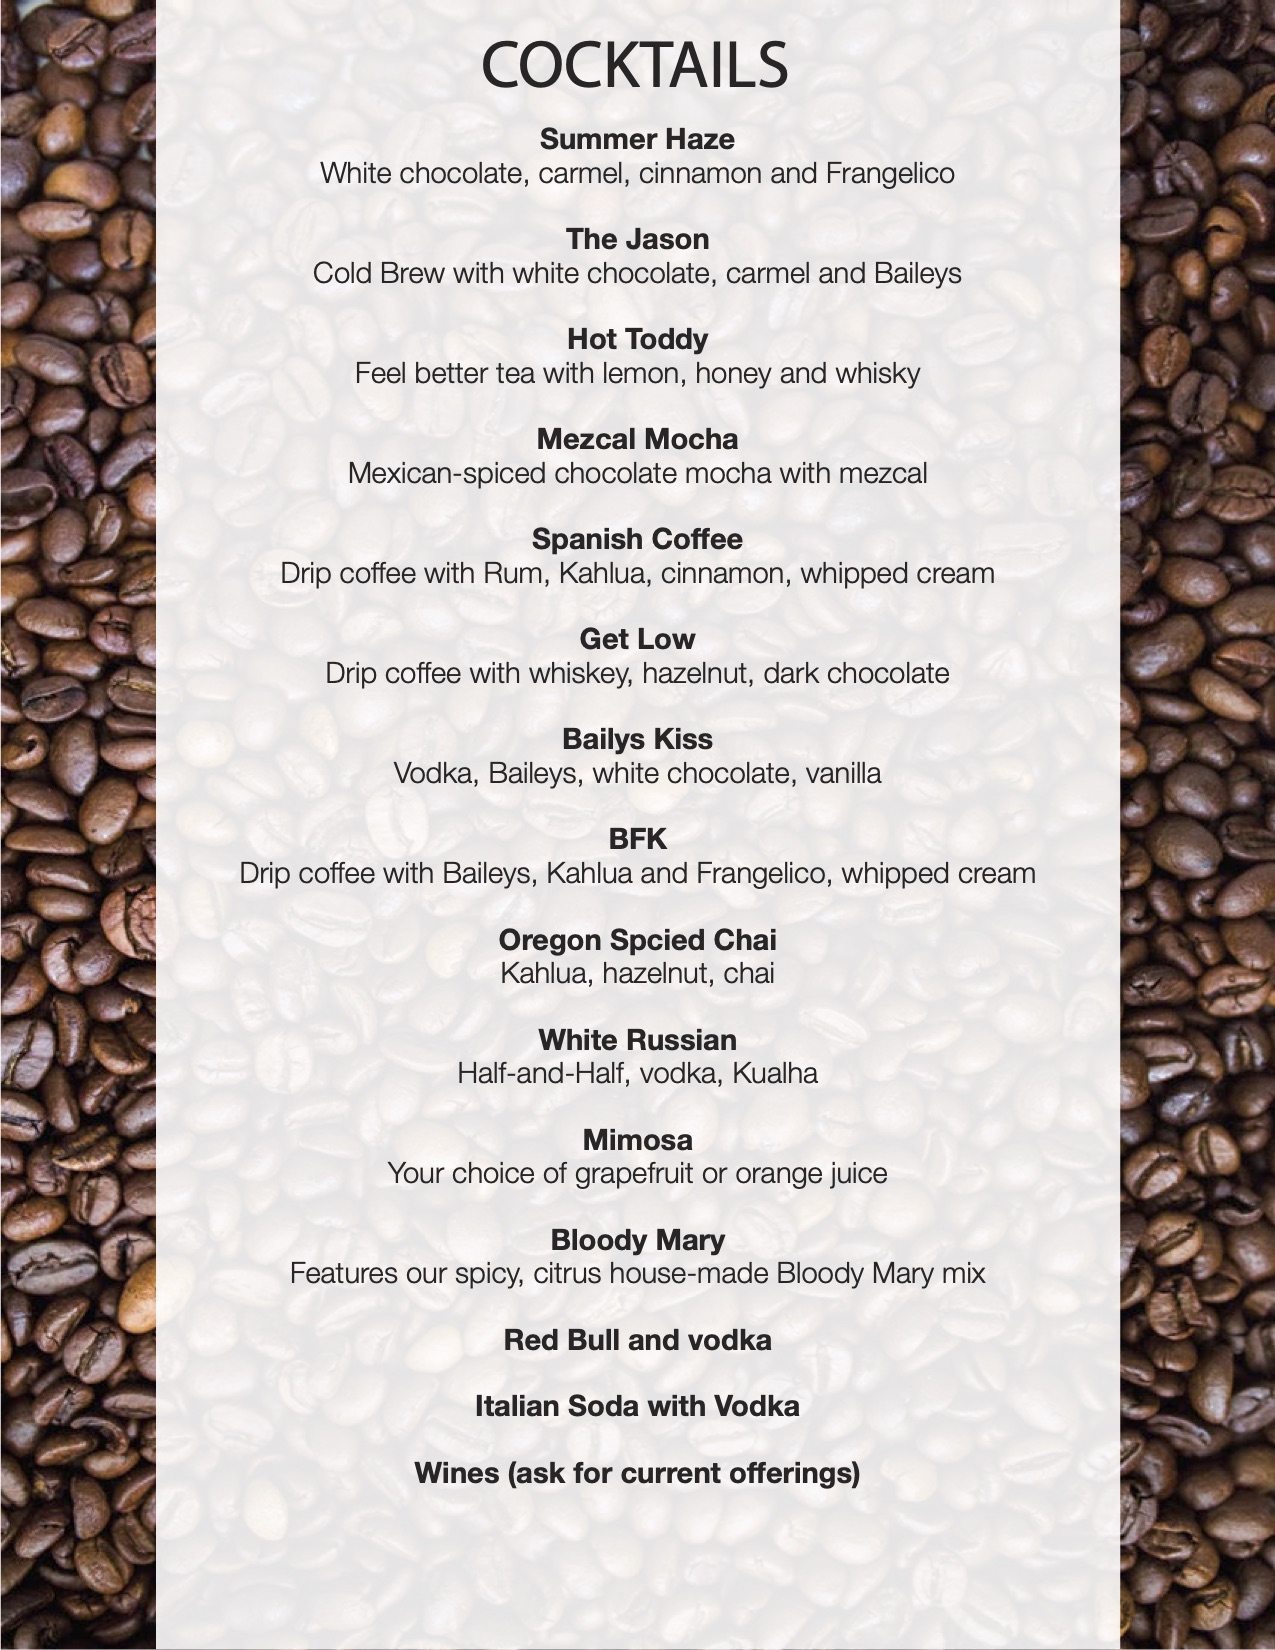 COCKTAILS
Summer Haze
White chocolate, carmel, cinnamon and Frangelico
The Jason
Cold Brew with white chocolate, carmel and Baileys
Hot Toddy
Feel better tea with lemon, honey and whisky
Mezcal Mocha
Mexican-spiced chocolate mocha with mezcal
Spanish Coffee
Drip coffee with Rum, Kahlua, cinnamon, whipped cream
Get Low
Drip coffee with whiskey, hazelnut, dark chocolate
Bailys Kiss
Vodka, Baileys, white chocolate, vanilla
BFK
Drip coffee with Baileys, Kahlua and Frangelico, whipped cream
Oregon Spcied Chai
Kahlua, hazelnut, chai
White Russian
Half-and-Half, vodka, Kualha
Mimosa
Your choice of grapefruit or orange juice
Bloody Mary
Features our spicy, citrus house-made Bloody Mary mix
Red Bull and vodka
Italian Soda with Vodka
Wines (ask for current offerings)